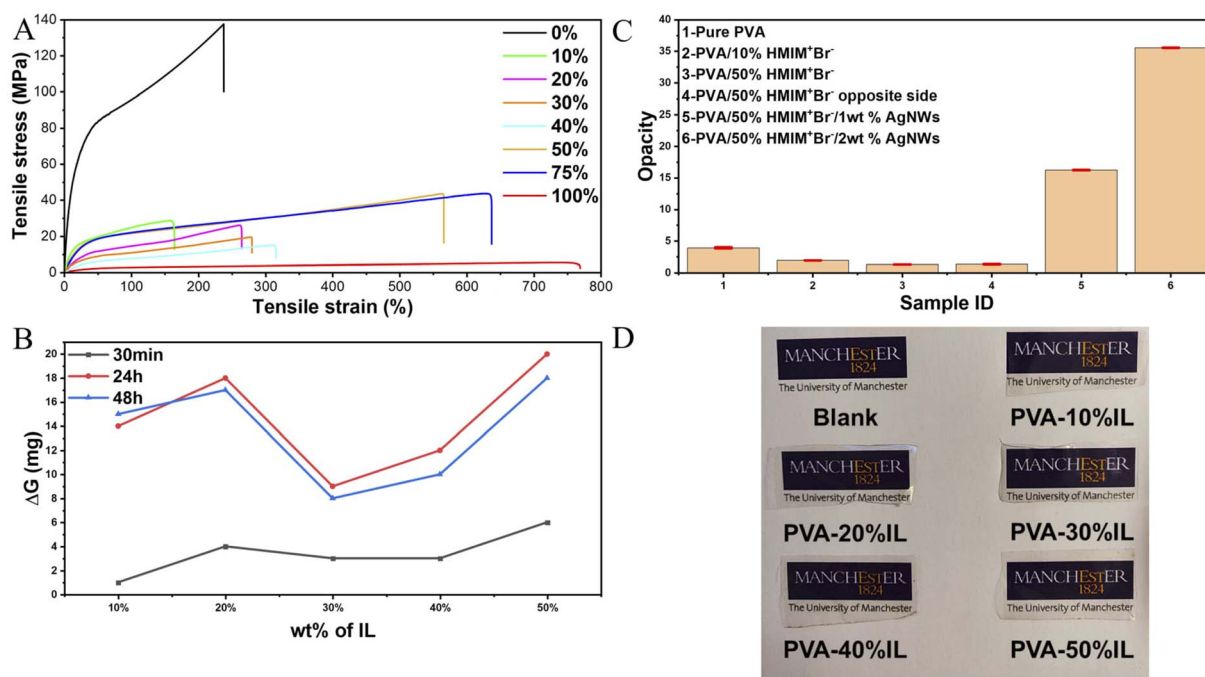 A
Tensile stress (MPa)
140
120
100
80
60
40
20
0
0 100 200 300 400 500 600 700 800
Tensile strain (%)
0%
10%
20%
30%
40%
50%
75%
100%
C
Opacity
40
35
30
25
20
15
10
5
0
1-Pure PVA
2-PVA/10% HMIM⁺Br⁻
3-PVA/50% HMIM⁺Br⁻
4-PVA/50% HMIM⁺Br⁻ opposite side
5-PVA/50% HMIM⁺Br⁻/1wt % AgNWs
6-PVA/50% HMIM⁺Br⁻/2wt % AgNWs
1 2 3 4 5 6
Sample ID
B
ΔG (mg)
20
18
16
14
12
10
8
6
4
2
0
30min
24h
48h
10% 20% 30% 40% 50%
wt% of IL
D
MANCHESTER
1824
The University of Manchester
Blank
MANCHESTER
1824
The University of Manchester
PVA-10%IL
MANCHESTER
1824
The University of Manchester
PVA-20%IL
MANCHESTER
1824
The University of Manchester
PVA-30%IL
MANCHESTER
1824
The University of Manchester
PVA-40%IL
MANCHESTER
1824
The University of Manchester
PVA-50%IL